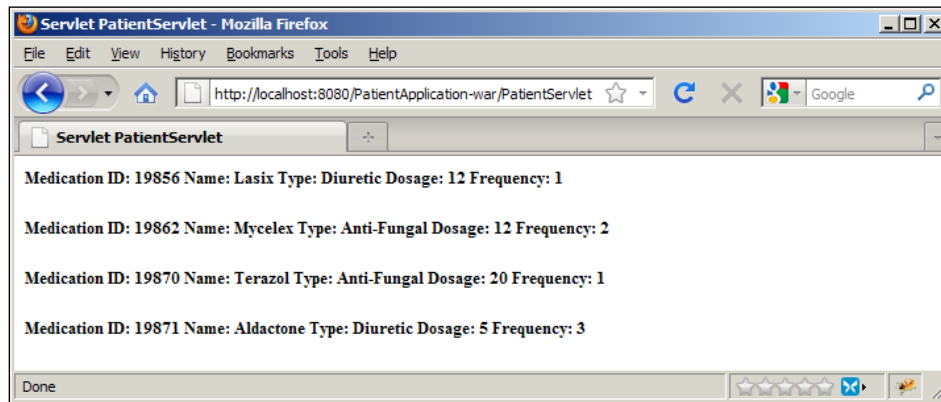 Servlet PatientServlet - Mozilla Firefox
File Edit View History Bookmarks Tools Help
http://localhost:8080/PatientApplication-war/PatientServlet
Google
Servlet PatientServlet
Medication ID: 19856 Name: Lasix Type: Diuretic Dosage: 12 Frequency: 1
Medication ID: 19862 Name: Mycelex Type: Anti-Fungal Dosage: 12 Frequency: 2
Medication ID: 19870 Name: Terazol Type: Anti-Fungal Dosage: 20 Frequency: 1
Medication ID: 19871 Name: Aldactone Type: Diuretic Dosage: 5 Frequency: 3
Done